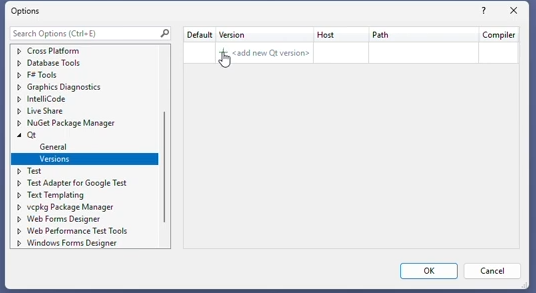 Options
?
Search Options (Ctrl+E)
Default Version Host Path Compiler
<add new Qt version>
Cross Platform
Database Tools
F# Tools
Graphics Diagnostics
IntelliCode
Live Share
NuGet Package Manager
Qt
General
Versions
Test
Test Adapter for Google Test
Text Templating
vcpkg Package Manager
Web Forms Designer
Web Performance Test Tools
Windows Forms Designer
OK Cancel